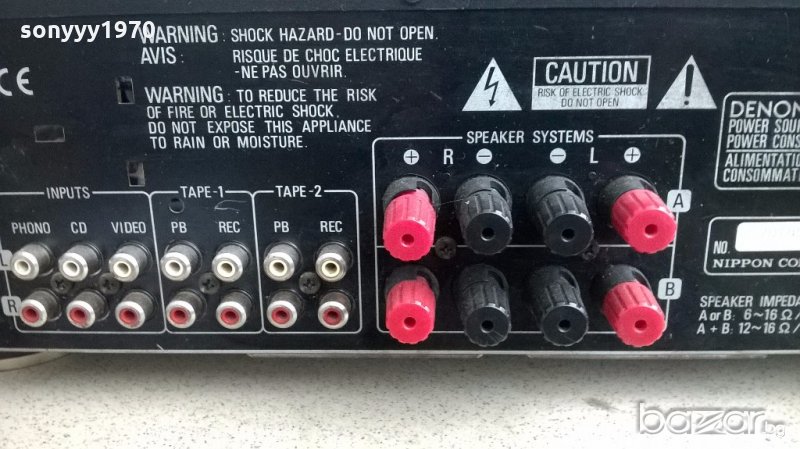 sonyyy1970
WARNING: SHOCK HAZARD-DO NOT OPEN.
AVIS: RISQUE DE CHOC ELECTRIQUE
-NE PAS OUVRIR.
WARNING: TO REDUCE THE RISK
OF FIRE OR ELECTRIC SHOCK,
DO NOT EXPOSE THIS APPLIANCE
TO RAIN OR MOISTURE.
CE
CAUTION
RISK OF ELECTRIC SHOCK
DO NOT OPEN
DENON
POWER SOUR
POWER CONS
ALIMENTATI
CONSOMMAT
SPEAKER SYSTEMS
+ R - - L +
A
B
INPUTS
PHONO CD VIDEO
TAPE-1
PB REC
TAPE-2
PB REC
L
R
NO.
NIPPON COL
SPEAKER IMPEDA
A or B: 6~16 Ω/
A + B: 12~16 Ω/
bazar.bg